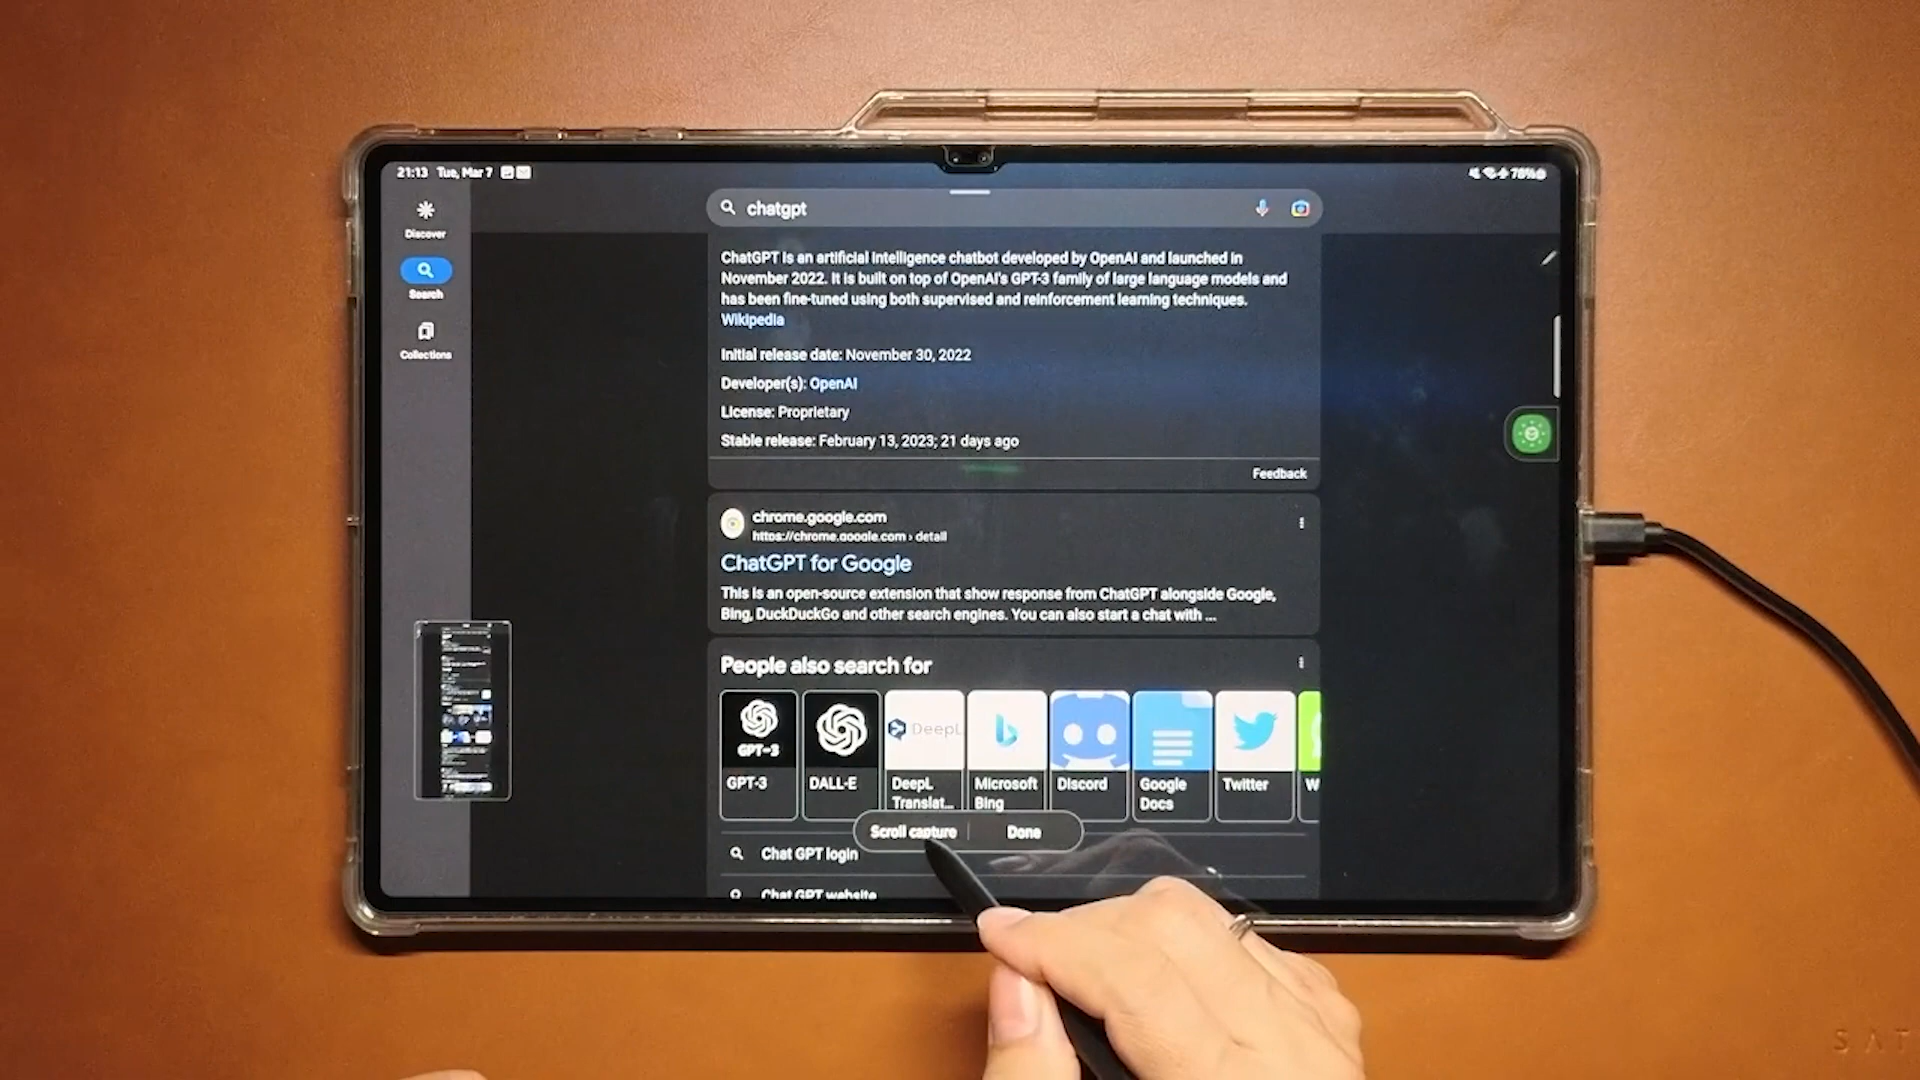 21:13 Tue, Mar 7
78%
Discover
Search
Collections
chatgpt
ChatGPT is an artificial intelligence chatbot developed by OpenAI and launched in
November 2022. It is built on top of OpenAI's GPT-3 family of large language models and
has been fine-tuned using both supervised and reinforcement learning techniques.
Wikipedia
Initial release date: November 30, 2022
Developer(s): OpenAI
License: Proprietary
Stable release: February 13, 2023; 21 days ago
Feedback
chrome.google.com
https://chrome.google.com › detail
ChatGPT for Google
This is an open-source extension that show response from ChatGPT alongside Google,
Bing, DuckDuckGo and other search engines. You can also start a chat with ...
People also search for
GPT-3
DeepL
GPT-3
DALL-E
DeepL
Translat...
Microsoft
Bing
Discord
Google
Docs
Twitter
W
Scroll capture
Done
Chat GPT login
Chat GPT website
SAT